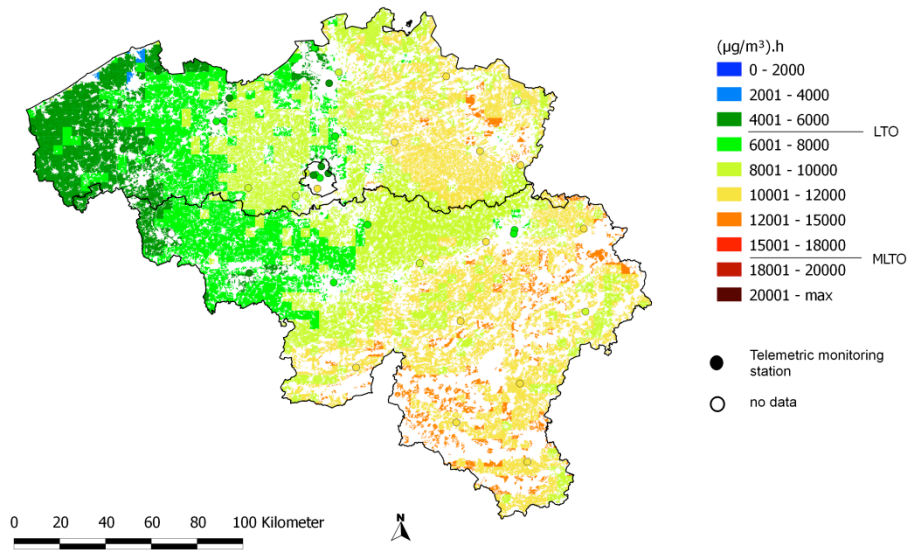 (µg/m³).h
0 - 2000
2001 - 4000
4001 - 6000
LTO
6001 - 8000
8001 - 10000
10001 - 12000
12001 - 15000
15001 - 18000
MLTO
18001 - 20000
20001 - max
Telemetric monitoring
station
no data
0 20 40 60 80 100 Kilometer
N